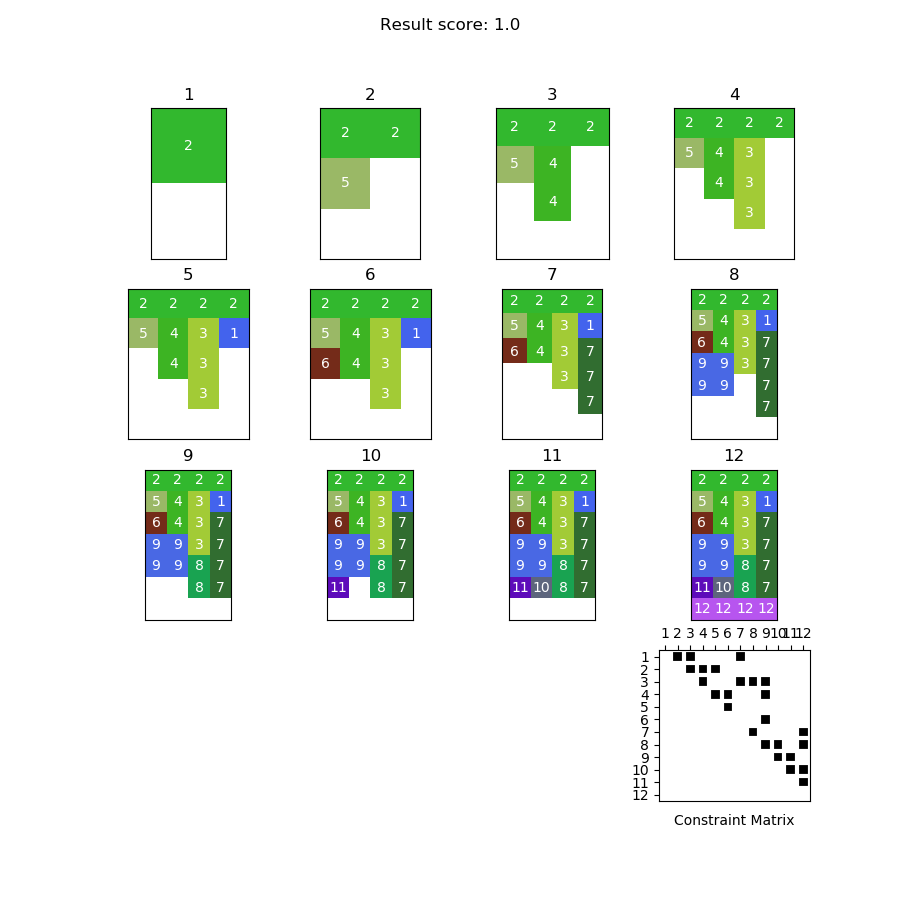 Result score: 1.0
1 2 3 4
2 2 2 2 2 2 2 2 2 2
5 5 4 5 4 3
4 4 3
3
5 6 7 8
2 2 2 2 2 2 2 2 2 2 2 2 2 2 2 2
5 4 3 1 5 4 3 1 5 4 3 1 5 4 3 1
4 3 6 4 3 6 4 3 7 6 4 3 7
3 3 3 7 9 9 3 7
7 9 9 7
7
9 10 11 12
2 2 2 2 2 2 2 2 2 2 2 2 2 2 2 2
5 4 3 1 5 4 3 1 5 4 3 1 5 4 3 1
6 4 3 7 6 4 3 7 6 4 3 7 6 4 3 7
9 9 3 7 9 9 3 7 9 9 3 7 9 9 3 7
9 9 8 7 9 9 8 7 9 9 8 7 9 9 8 7
8 7 11 8 7 11 10 8 7 11 10 8 7
12 12 12 12
1 2 3 4 5 6 7 8 9 10 11 12
1
2
3
4
5
6
7
8
9
10
11
12
Constraint Matrix